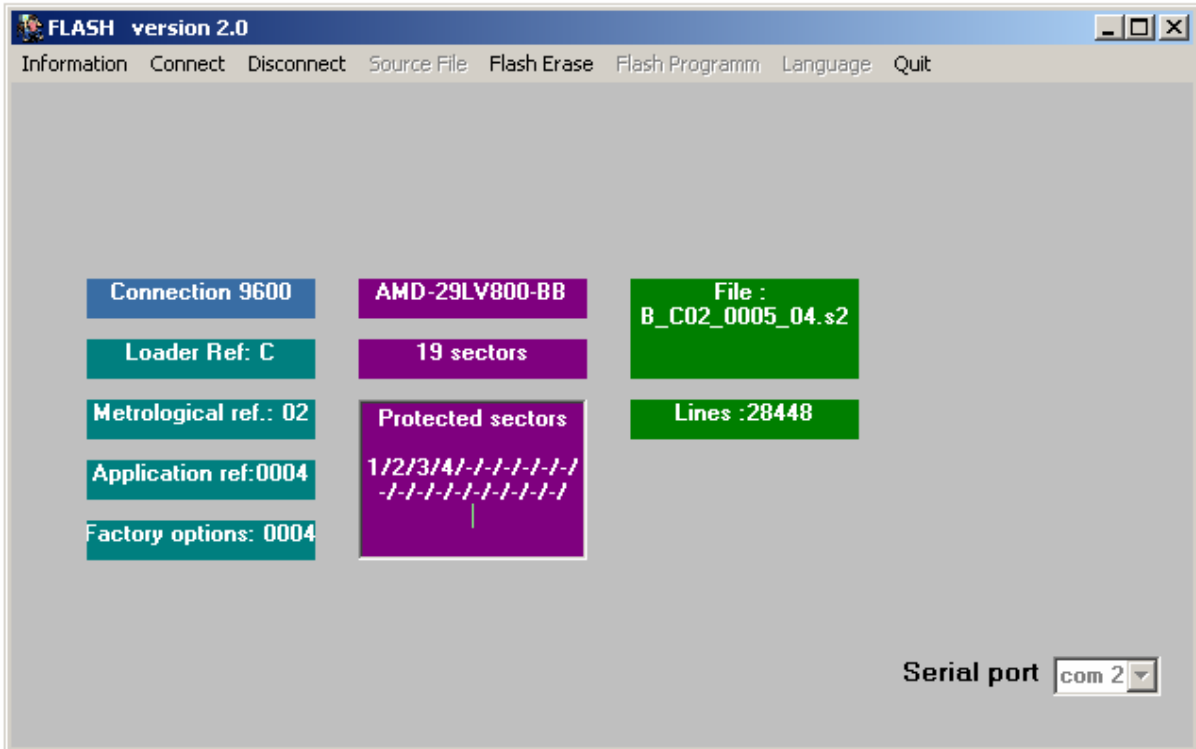 FLASH version 2.0
Information Connect Disconnect Source File Flash Erase Flash Programm Language Quit
Connection 9600
Loader Ref: C
Metrological ref.: 02
Application ref:0004
Factory options: 0004
AMD-29LV800-BB
19 sectors
Protected sectors
1/2/3/4/-/-/-/-/-/-/
-/-/-/-/-/-/-/-/-/
File :
B_C02_0005_04.s2
Lines :28448
Serial port com 2